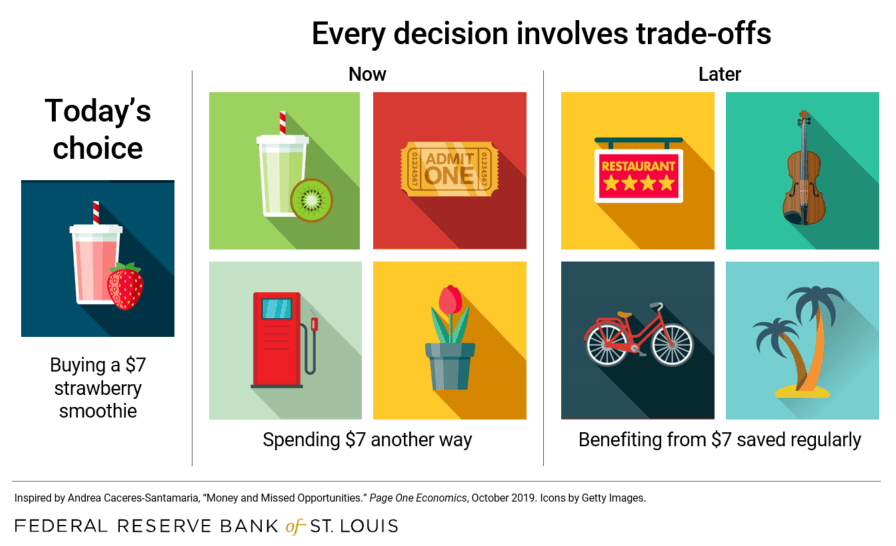 Every decision involves trade-offs
Today's
choice
Buying a $7
strawberry
smoothie
Now
ADMIT
ONE
01234567
01234567
Spending $7 another way
Later
RESTAURANT
Benefiting from $7 saved regularly
Inspired by Andrea Caceres-Santamaria, “Money and Missed Opportunities.” Page One Economics, October 2019. Icons by Getty Images.
FEDERAL RESERVE BANK of ST. LOUIS